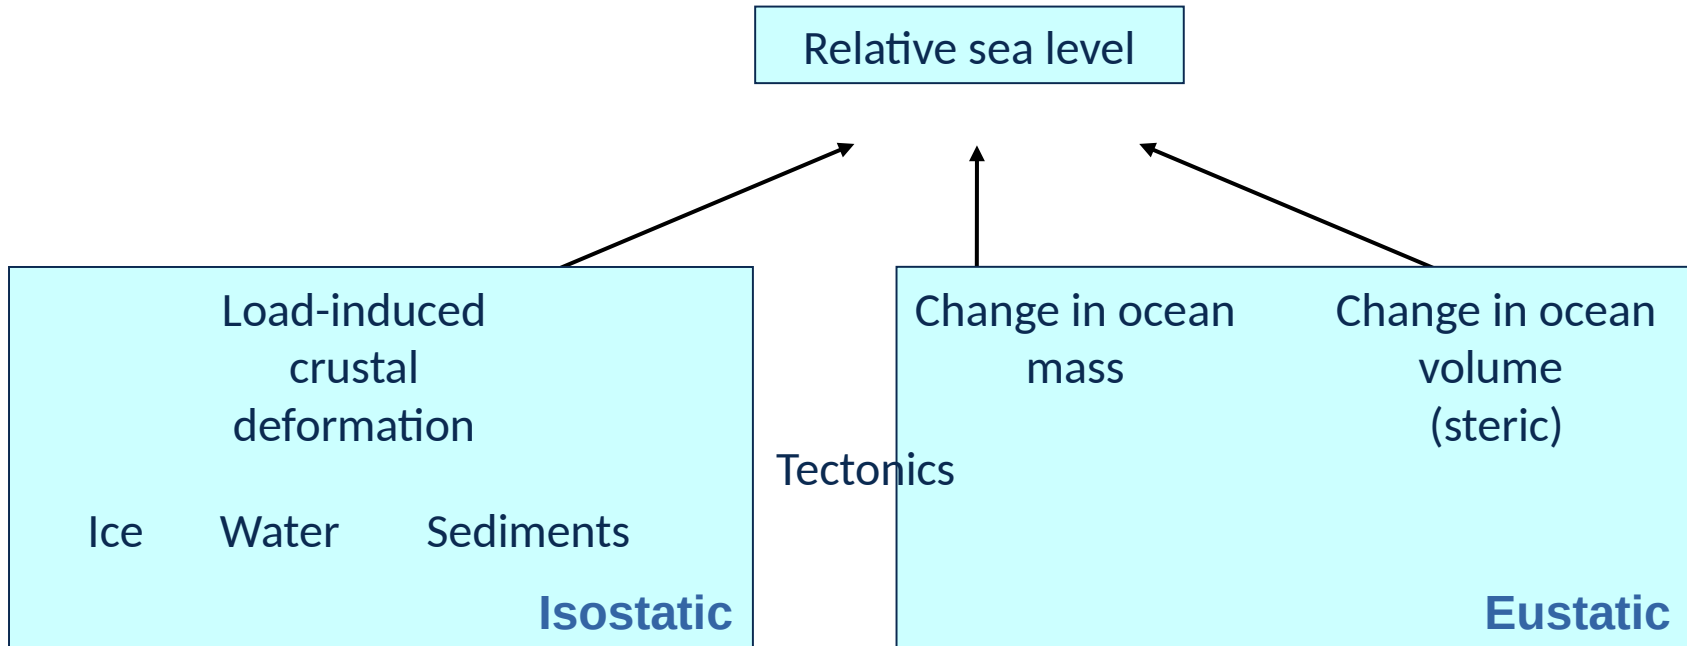 Relative sea level
Load-induced
crustal
deformation
Ice Water Sediments
Isostatic
Tectonics
Change in ocean
mass
Change in ocean
volume
(steric)
Eustatic